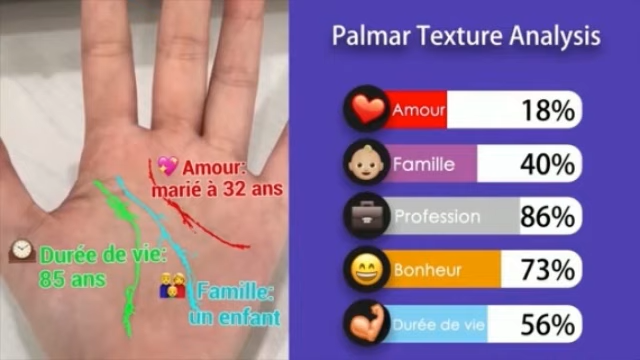 Amour:
marié à 32 ans
Durée de vie:
85 ans
Famille:
un enfant
Palmar Texture Analysis
Amour 18%
Famille 40%
Profession 86%
Bonheur 73%
Durée de vie 56%